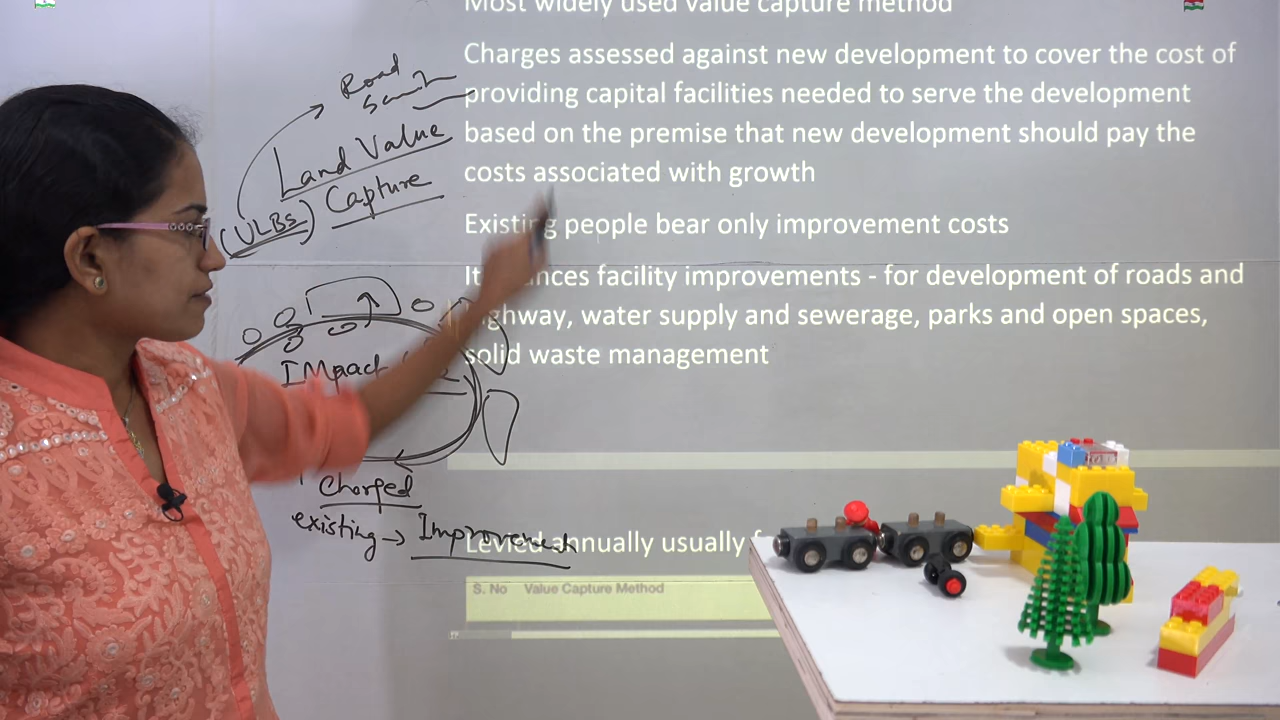 Most widely used value capture method
Charges assessed against new development to cover the cost of
providing capital facilities needed to serve the development
based on the premise that new development should pay the
costs associated with growth
Existing people bear only improvement costs
It finances facility improvements - for development of roads and
highway, water supply and sewerage, parks and open spaces,
solid waste management
Levied annually usually f
S. No Value Capture Method
Road
Land Value
Capture
(ULBs)
IMpact
Charged
existing → Improvement